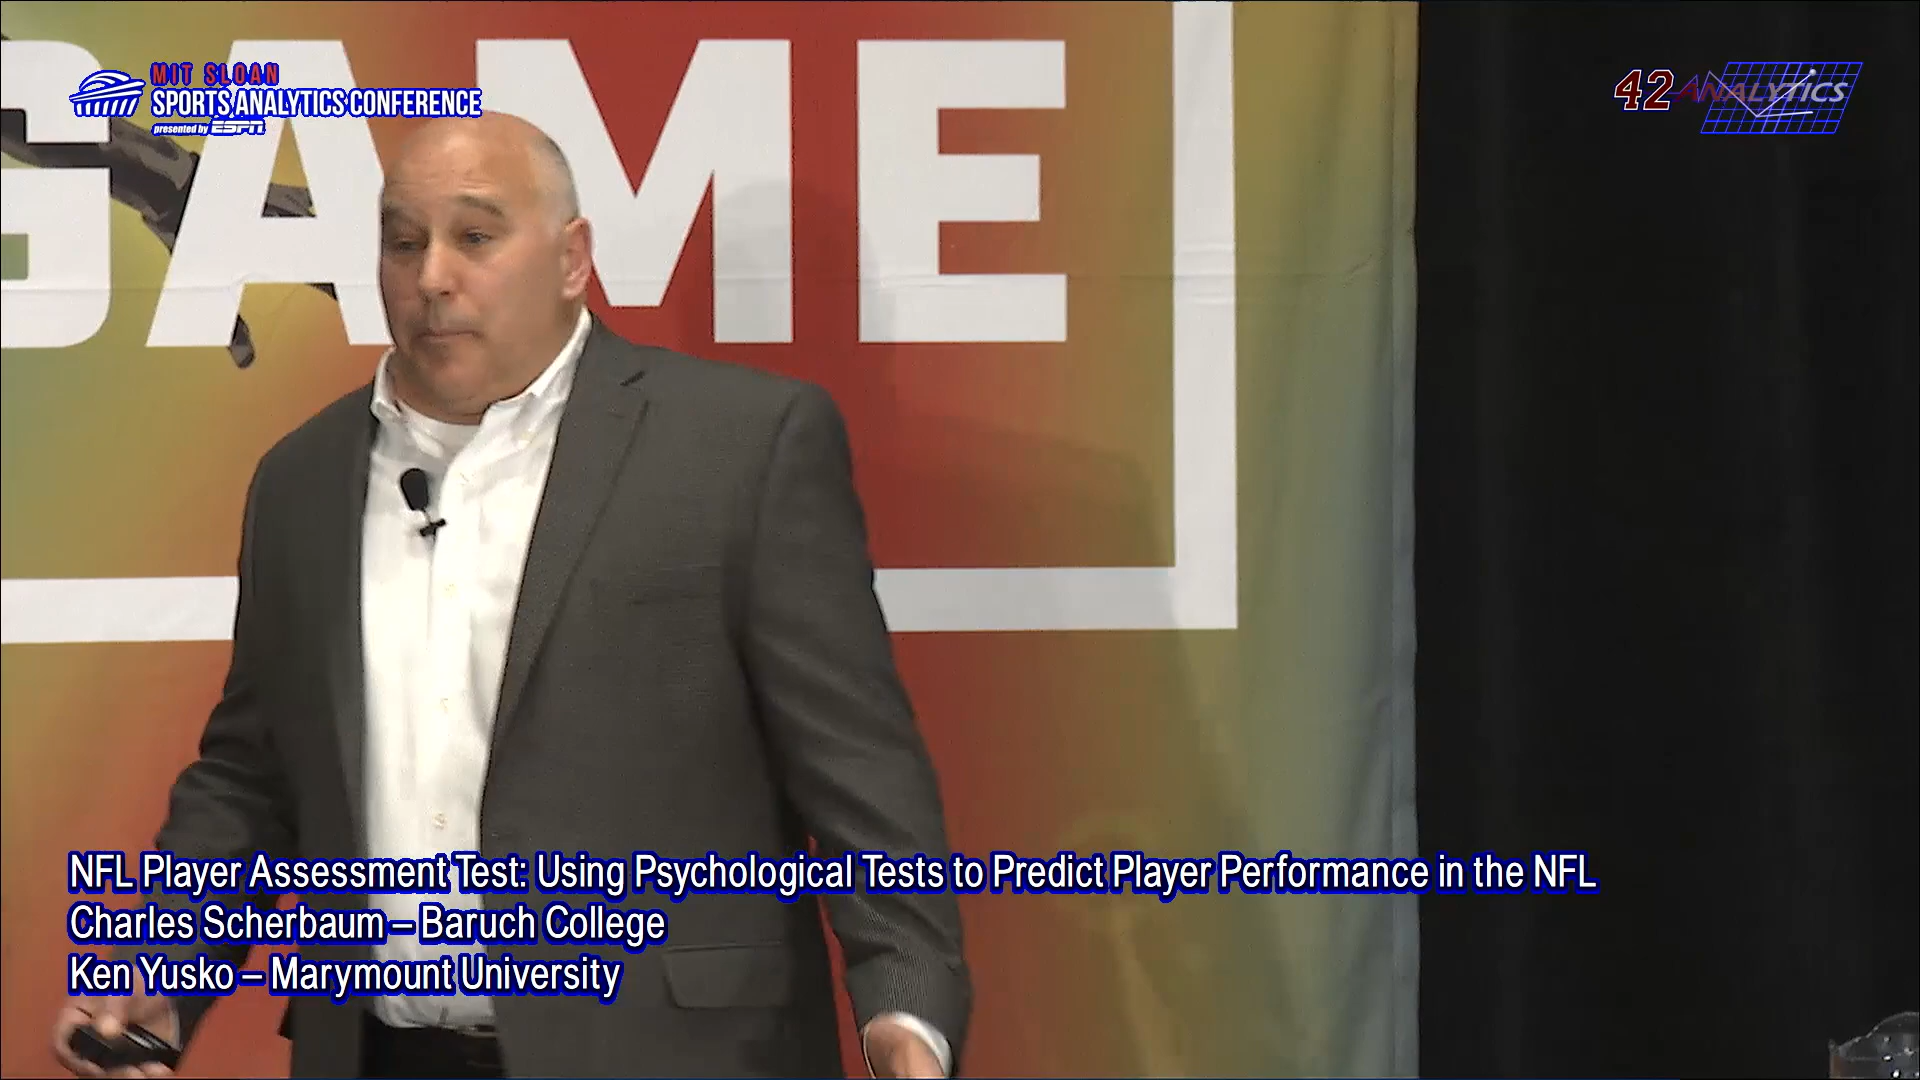 GAME
MIT SLOAN
SPORTS ANALYTICS CONFERENCE
presented by ESPN
42 ANALYTICS
NFL Player Assessment Test: Using Psychological Tests to Predict Player Performance in the NFL
Charles Scherbaum – Baruch College
Ken Yusko – Marymount University